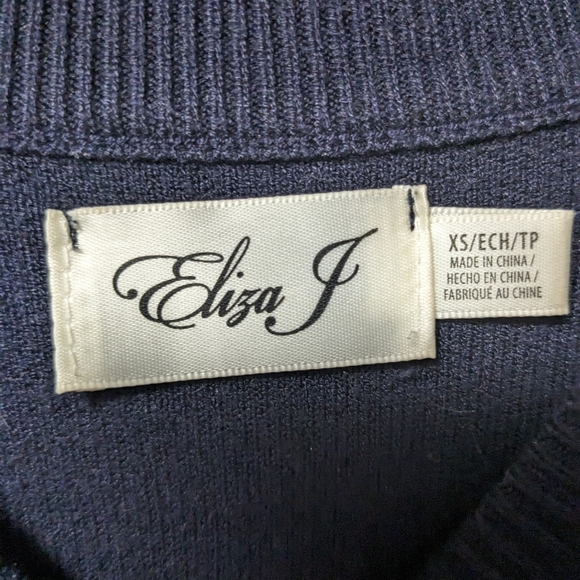 Eliza J
XS/ECH/TP
MADE IN CHINA /
HECHO EN CHINA /
FABRIQUÉ AU CHINE